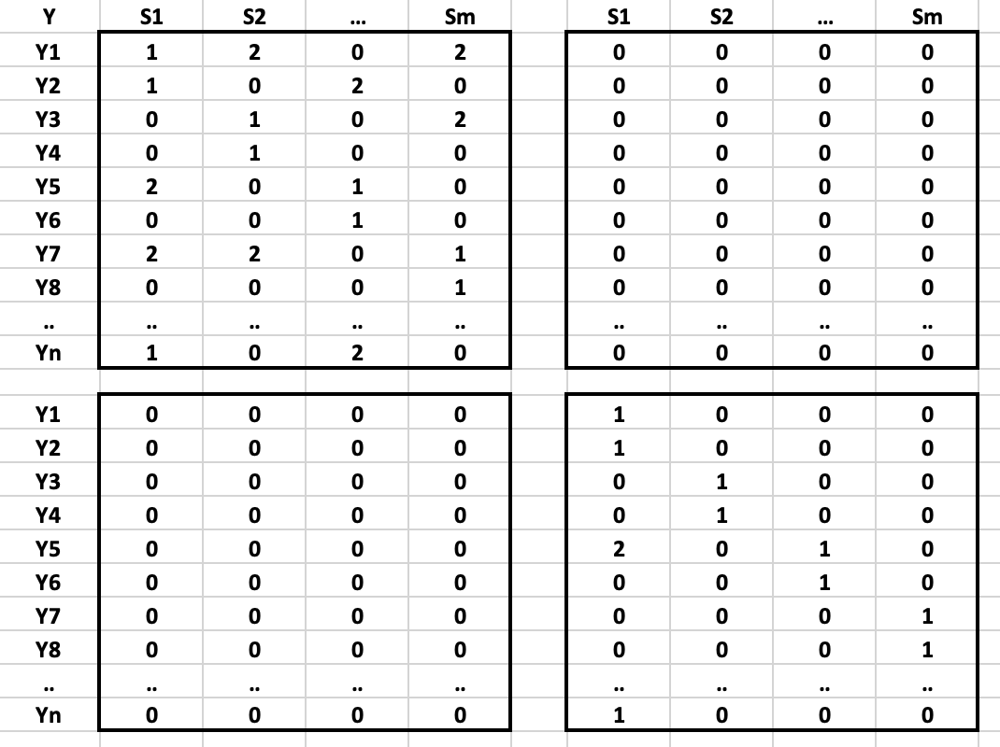 Y S1 S2 ... Sm S1 S2 ... Sm
Y1 1 2 0 2 0 0 0 0
Y2 1 0 2 0 0 0 0 0
Y3 0 1 0 2 0 0 0 0
Y4 0 1 0 0 0 0 0 0
Y5 2 0 1 0 0 0 0 0
Y6 0 0 1 0 0 0 0 0
Y7 2 2 0 1 0 0 0 0
Y8 0 0 0 1 0 0 0 0
.. .. .. .. .. .. .. .. ..
Yn 1 0 2 0 0 0 0 0
Y1 0 0 0 0 1 0 0 0
Y2 0 0 0 0 1 0 0 0
Y3 0 0 0 0 0 1 0 0
Y4 0 0 0 0 0 1 0 0
Y5 0 0 0 0 2 0 1 0
Y6 0 0 0 0 0 0 1 0
Y7 0 0 0 0 0 0 0 1
Y8 0 0 0 0 0 0 0 1
.. .. .. .. .. .. .. .. ..
Yn 0 0 0 0 1 0 0 0